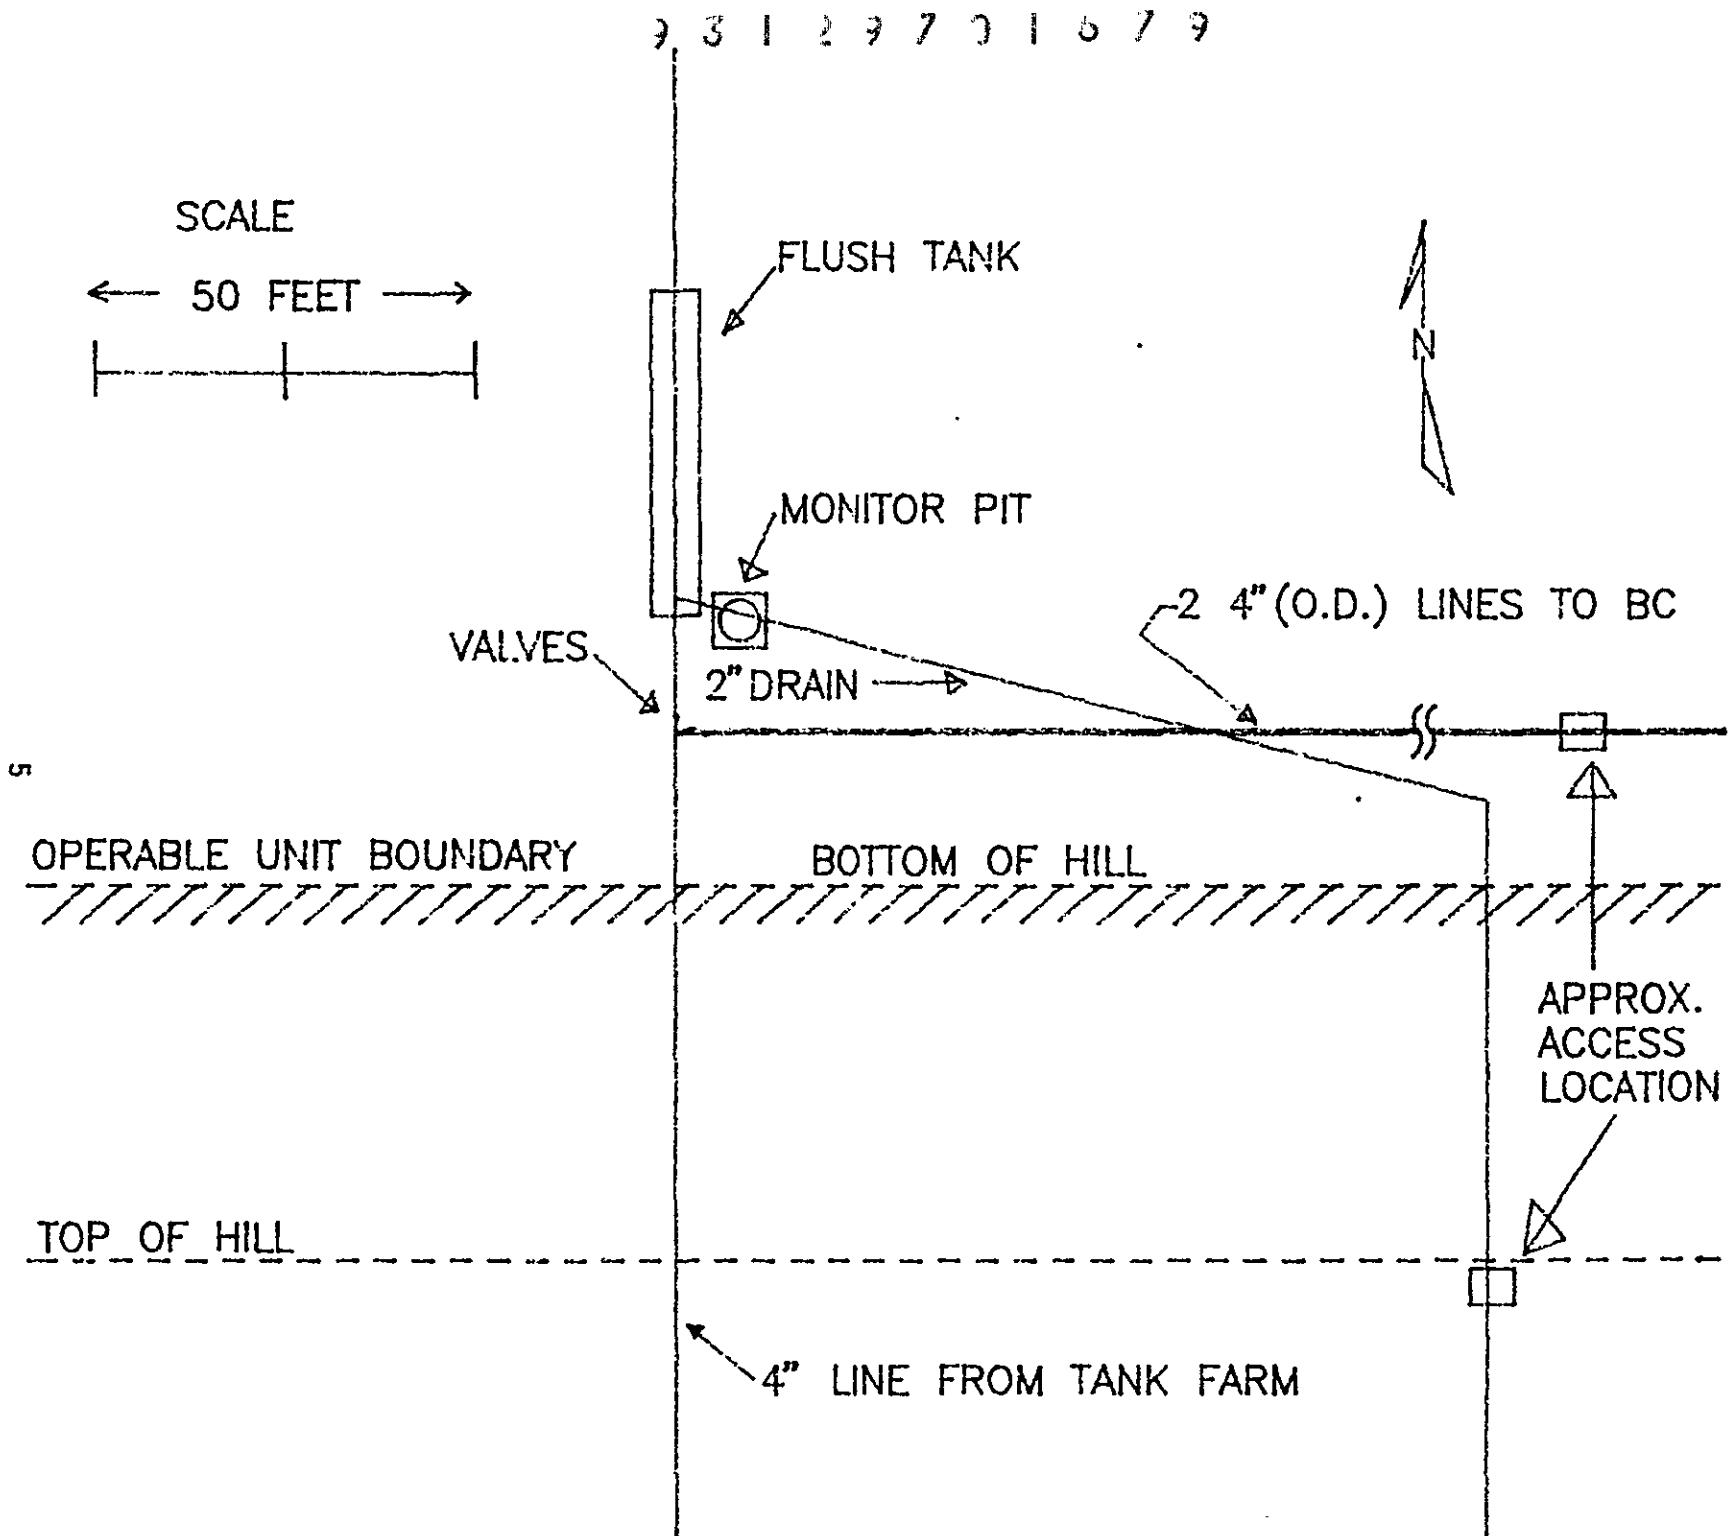 9 3 1 2 9 7 0 1 6 7 9
SCALE
50 FEET
FLUSH TANK
N
MONITOR PIT
2 4" (O.D.) LINES TO BC
VALVES
2" DRAIN
5
OPERABLE UNIT BOUNDARY
BOTTOM OF HILL
APPROX.
ACCESS
LOCATION
TOP OF HILL
4" LINE FROM TANK FARM